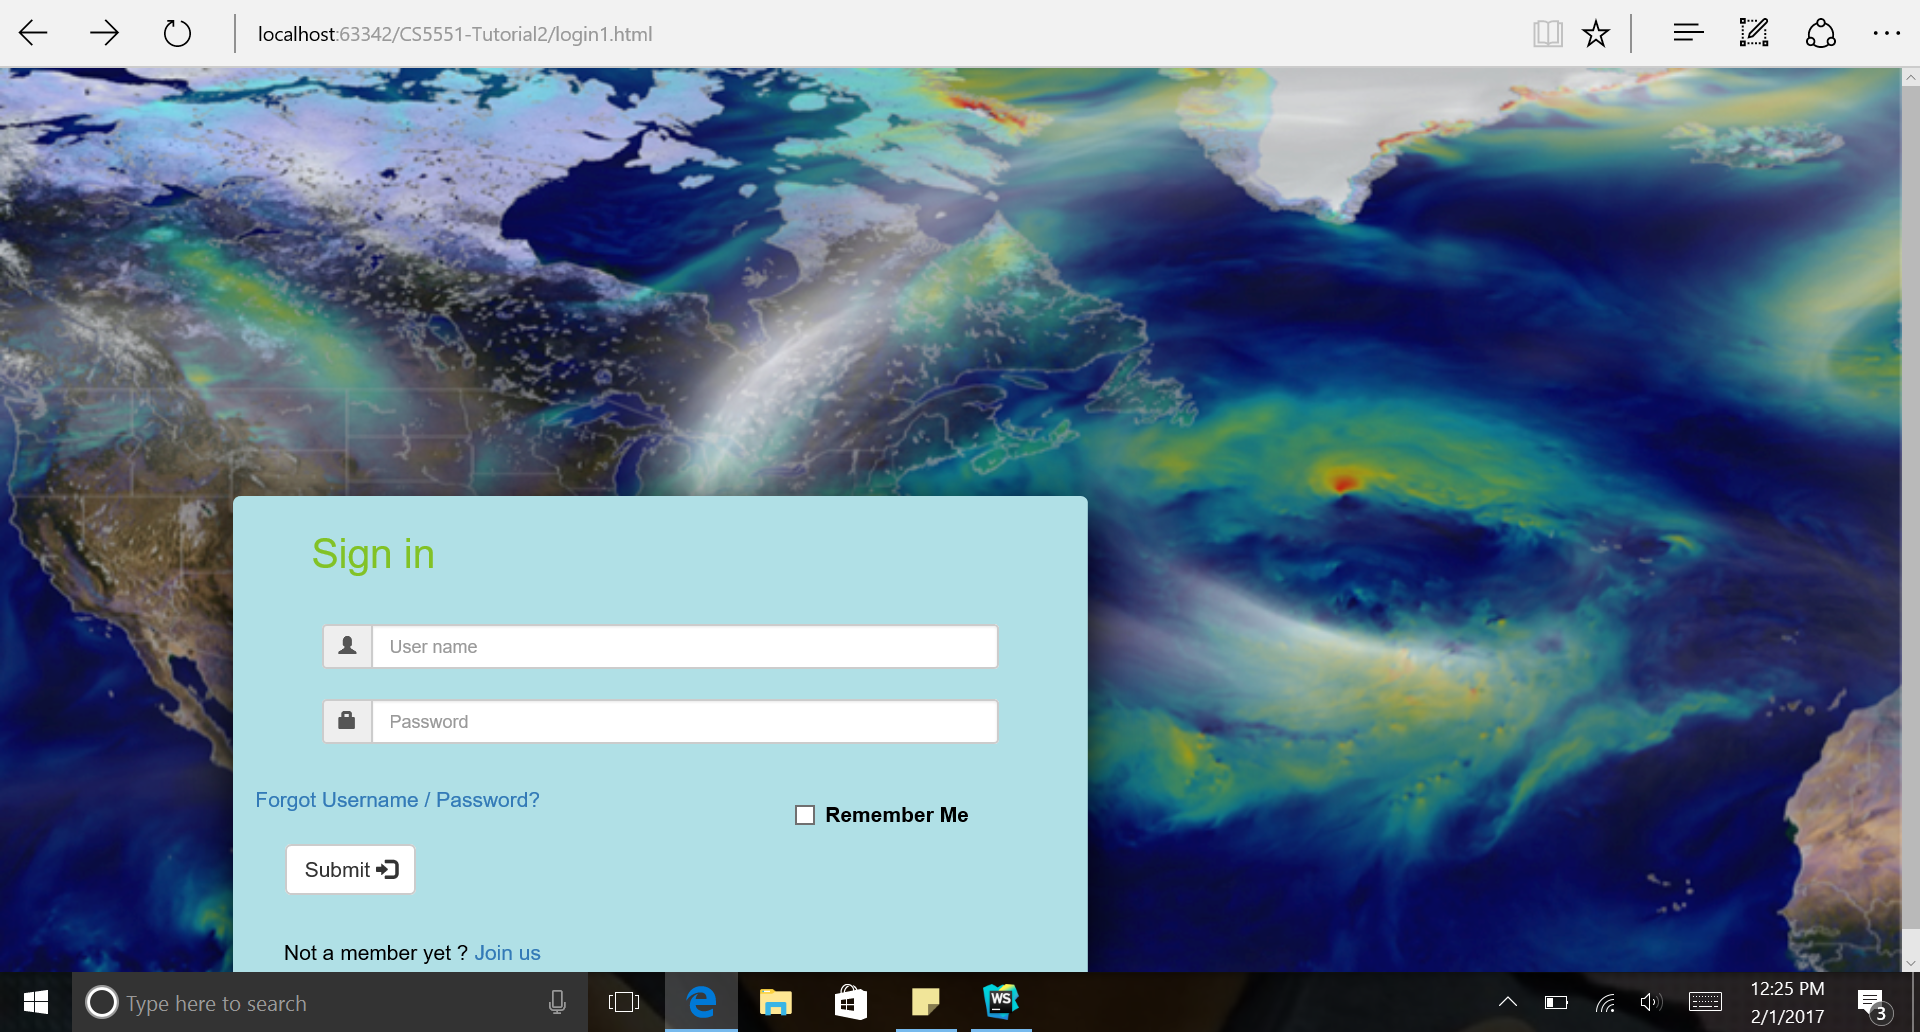 localhost:63342/CS5551-Tutorial2/login1.html
Sign in
User name
Password
Forgot Username / Password?
Remember Me
Submit
Not a member yet ? Join us
Type here to search
WS
12:25 PM
2/1/2017
3